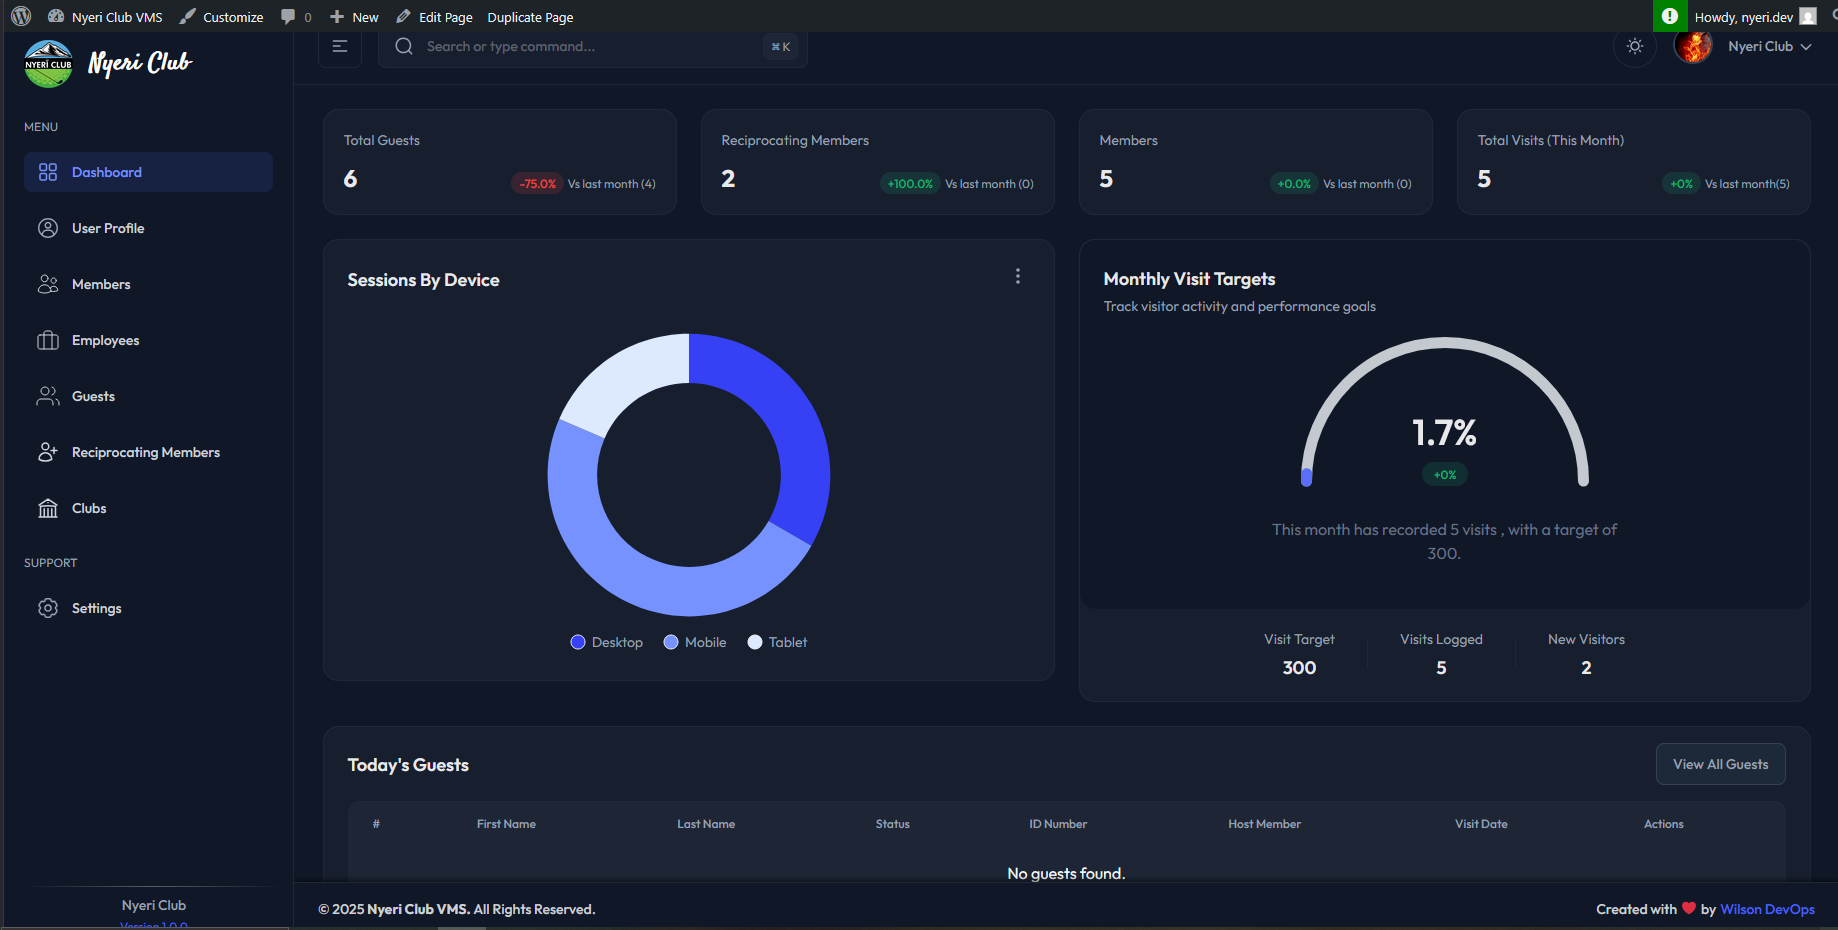 Nyeri Club VMS Customize 0 New Edit Page Duplicate Page ! Howdy, nyeri.dev
NYERI CLUB Nyeri Club
Search or type command... ⌘ K Nyeri Club
MENU
Dashboard
User Profile
Members
Employees
Guests
Reciprocating Members
Clubs
SUPPORT
Settings
Nyeri Club
Version 1.0.0
Total Guests
6 -75.0% Vs last month (4)
Reciprocating Members
2 +100.0% Vs last month (0)
Members
5 +0.0% Vs last month (0)
Total Visits (This Month)
5 +0% Vs last month(5)
Sessions By Device
Desktop Mobile Tablet
Monthly Visit Targets
Track visitor activity and performance goals
1.7%
+0%
This month has recorded 5 visits , with a target of
300.
Visit Target Visits Logged New Visitors
300 5 2
Today's Guests View All Guests
# First Name Last Name Status ID Number Host Member Visit Date Actions
No guests found.
© 2025 Nyeri Club VMS. All Rights Reserved. Created with ❤ by Wilson DevOps